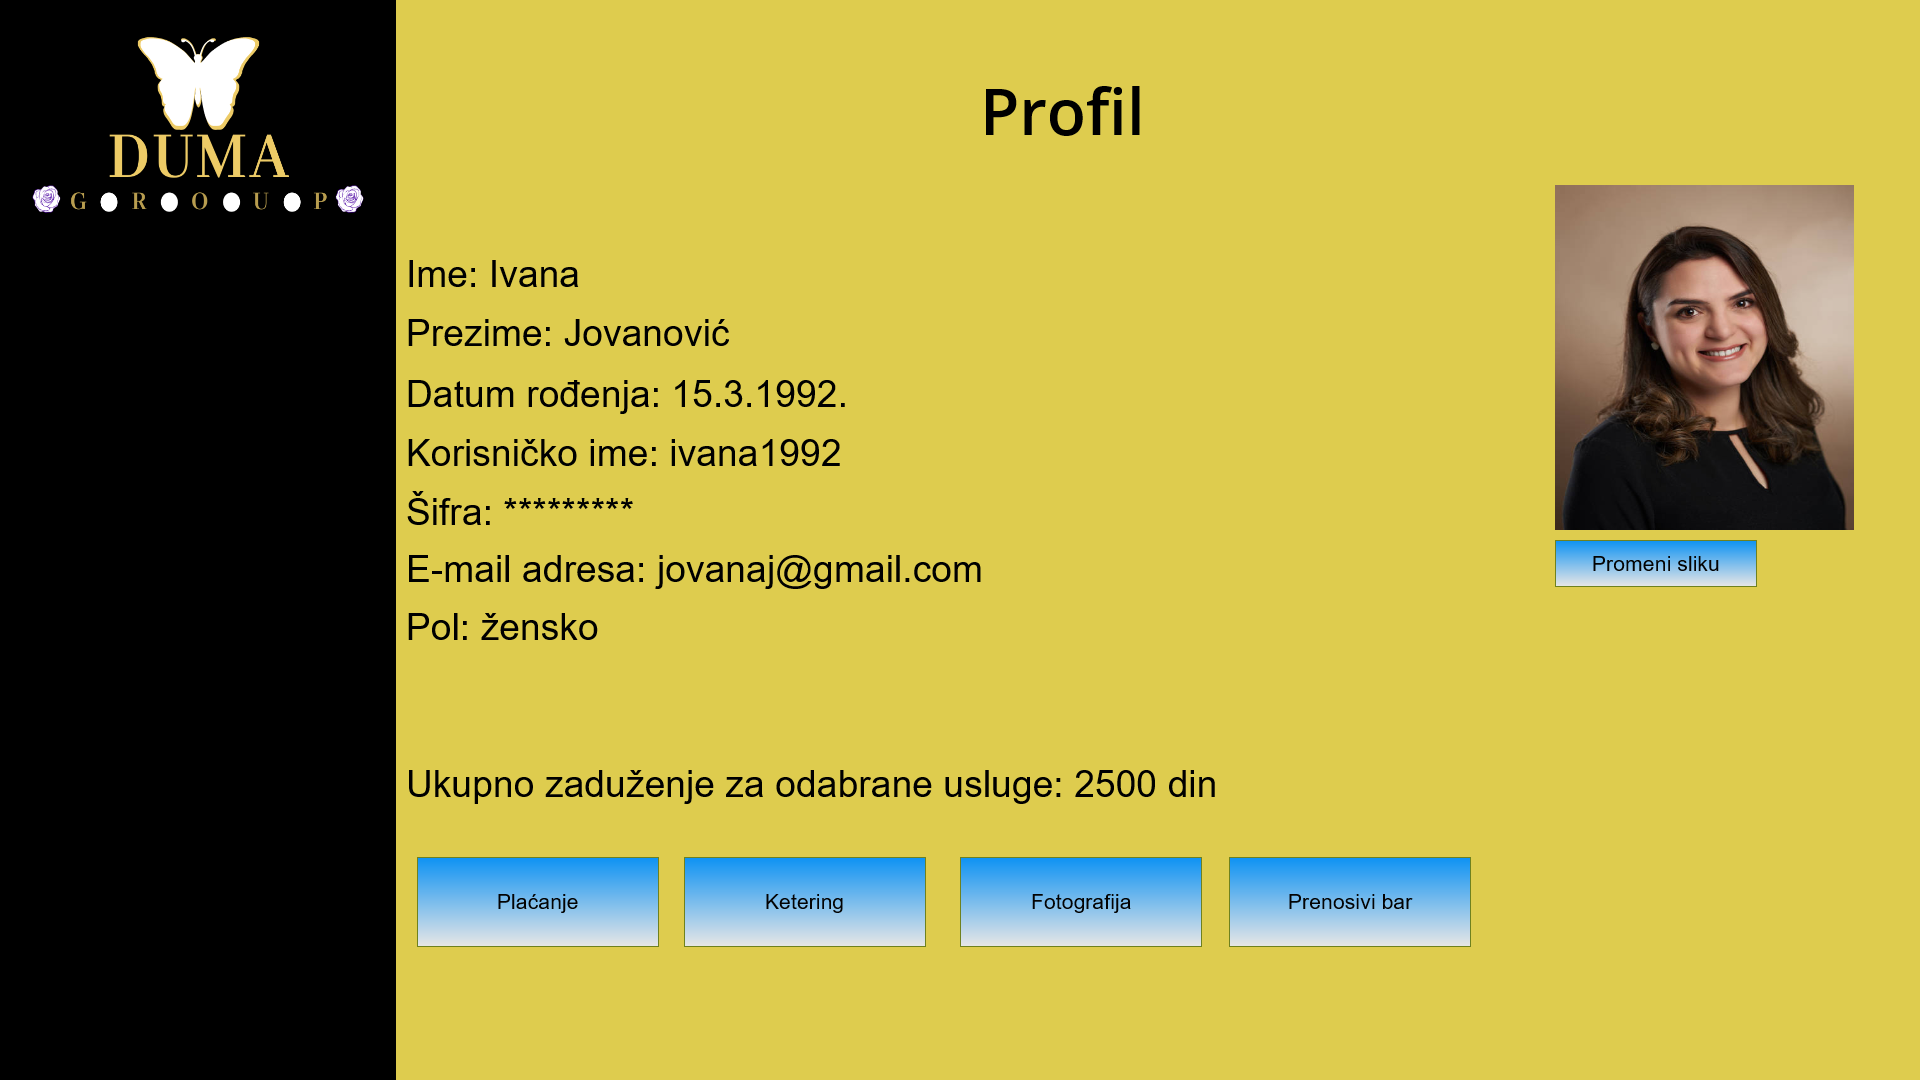 DUMA
GROUP
Profil
Ime: Ivana
Prezime: Jovanović
Datum rođenja: 15.3.1992.
Korisničko ime: ivana1992
Šifra: *********
E-mail adresa: jovanaj@gmail.com
Promeni sliku
Pol: žensko
Ukupno zaduženje za odabrane usluge: 2500 din
Plaćanje
Ketering
Fotografija
Prenosivi bar